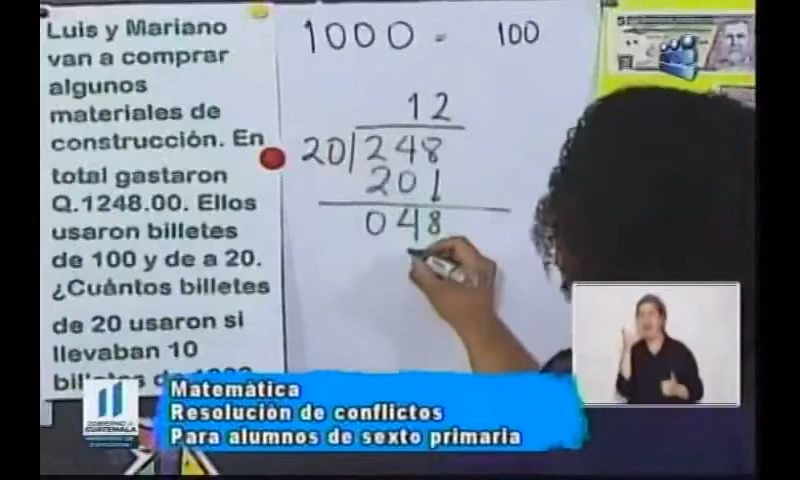 Luis y Mariano
van a comprar
algunos
materiales de
construcción. En
total gastaron
Q.1248.00. Ellos
usaron billetes
de 100 y de a 20.
¿Cuántos billetes
de 20 usaron si
llevaban 10
1000 = 100
12
20/248
20↓
048
Matemática
Resolución de conflictos
Para alumnos de sexto primaria
GUATEMALA